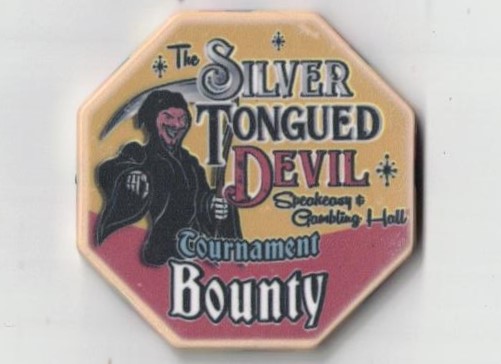 The SILVER
TONGUED
DEVIL
Speakeasy &
Gambling Hall
Tournament
Bounty